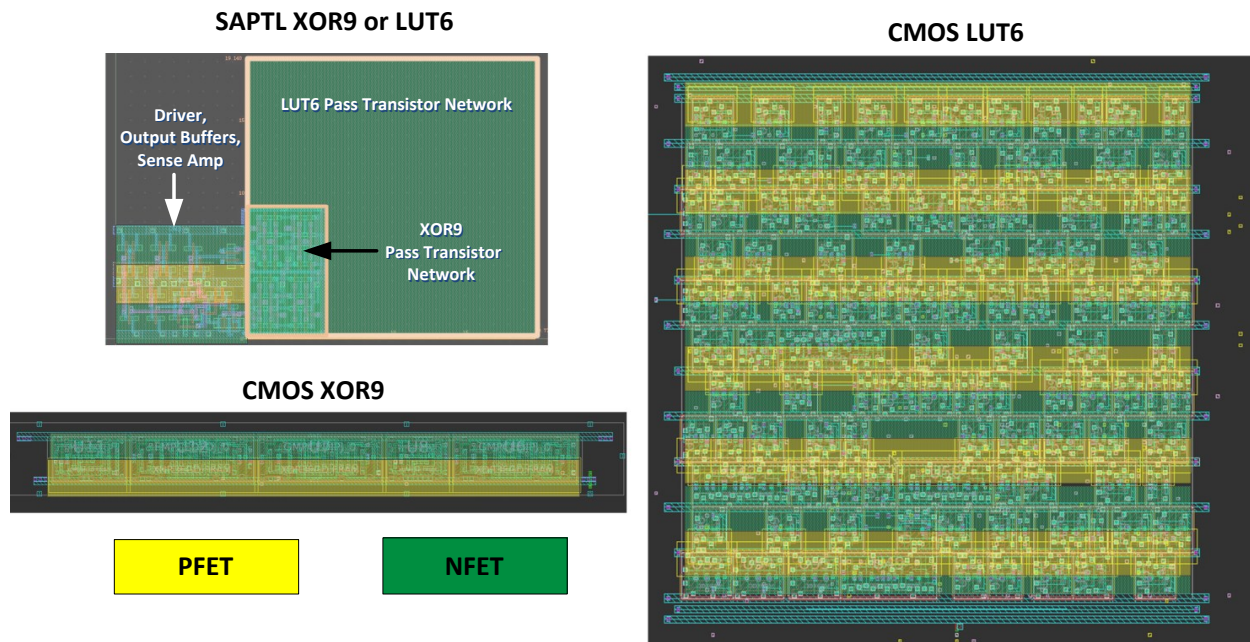 SAPTL XOR9 or LUT6
LUT6 Pass Transistor Network
Driver,
Output Buffers,
Sense Amp
XOR9
Pass Transistor
Network
CMOS XOR9
PFET
NFET
CMOS LUT6